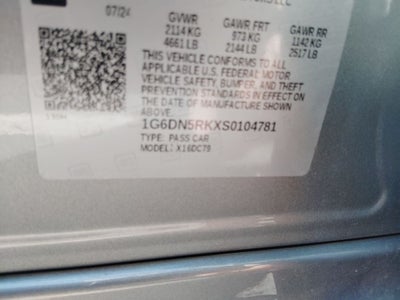 07/24
GVWR GAWR FRT GAWR RR
2114 KG 973 KG 1142 KG
4661 LB 2144 LB 2517 LB
THIS VEHICLE CONFORMS TO ALL
APPLICABLE U.S. FEDERAL MOTOR
VEHICLE SAFETY, BUMPER, AND THEFT
PREVENTION STANDARDS IN EFFECT ON
THE DATE OF MANUFACTURE SHOWN
ABOVE
1G6DN5RKXS0104781
TYPE: PASS CAR
MODEL: X16DC79